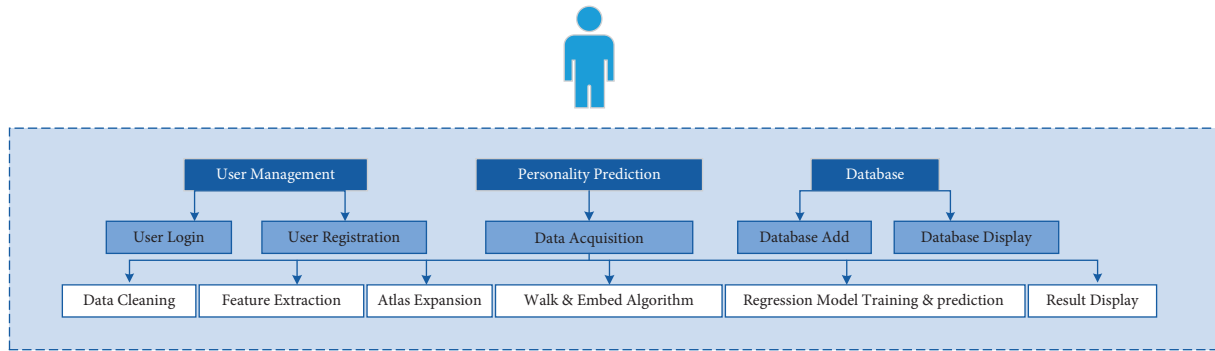 User Management
Personality Prediction
Database
User Login
User Registration
Data Acquisition
Database Add
Database Display
Data Cleaning
Feature Extraction
Atlas Expansion
Walk & Embed Algorithm
Regression Model Training & prediction
Result Display